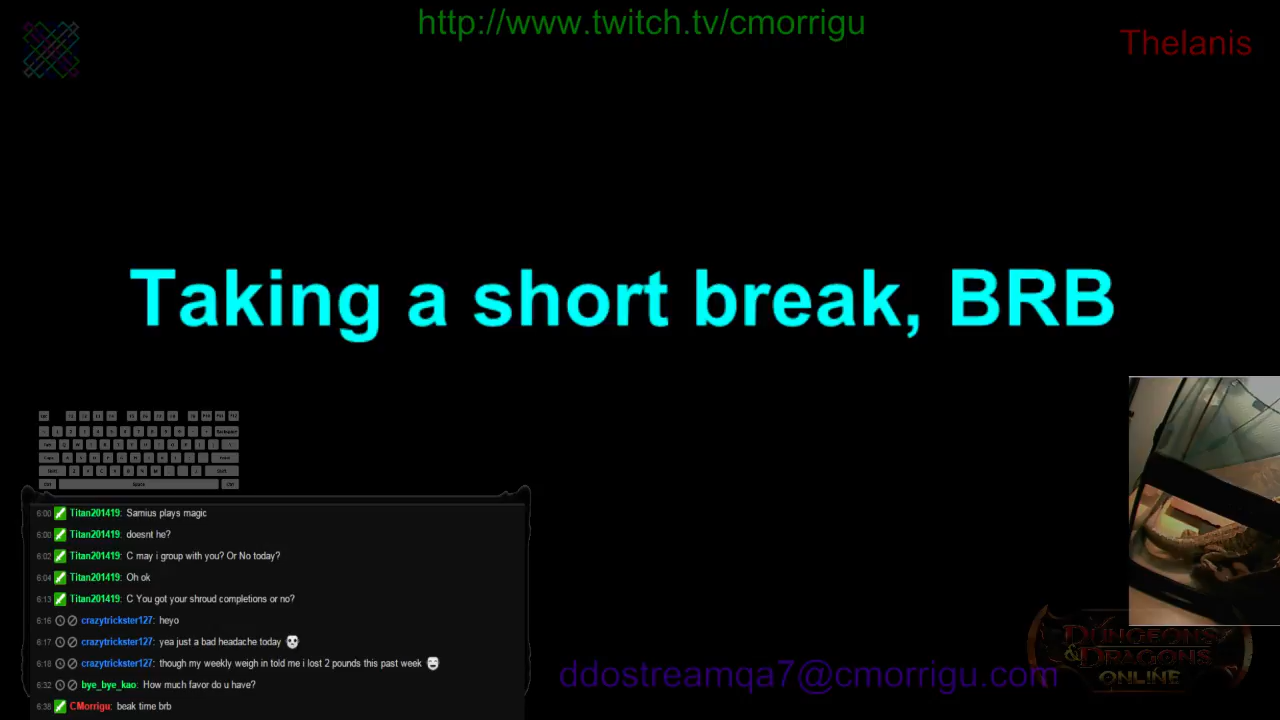 http://www.twitch.tv/cmorrigu
Thelanis
Taking a short break, BRB
6:00 Titan201419: Samius plays magic
6:00 Titan201419: doesnt he?
6:02 Titan201419: C may i group with you? Or No today?
6:04 Titan201419: Oh ok
6:13 Titan201419: C You got your shroud completions or no?
6:16 crazytrickster127: heyo
6:17 crazytrickster127: yea just a bad headache today
6:18 crazytrickster127: though my weekly weigh in told me i lost 2 pounds this past week
6:32 bye_bye_kao: How much favor do u have?
6:38 CMorrigu: beak time brb
ddostreamqa7@cmorrigu.com
DUNGEONS
& DRAGONS
ONLINE